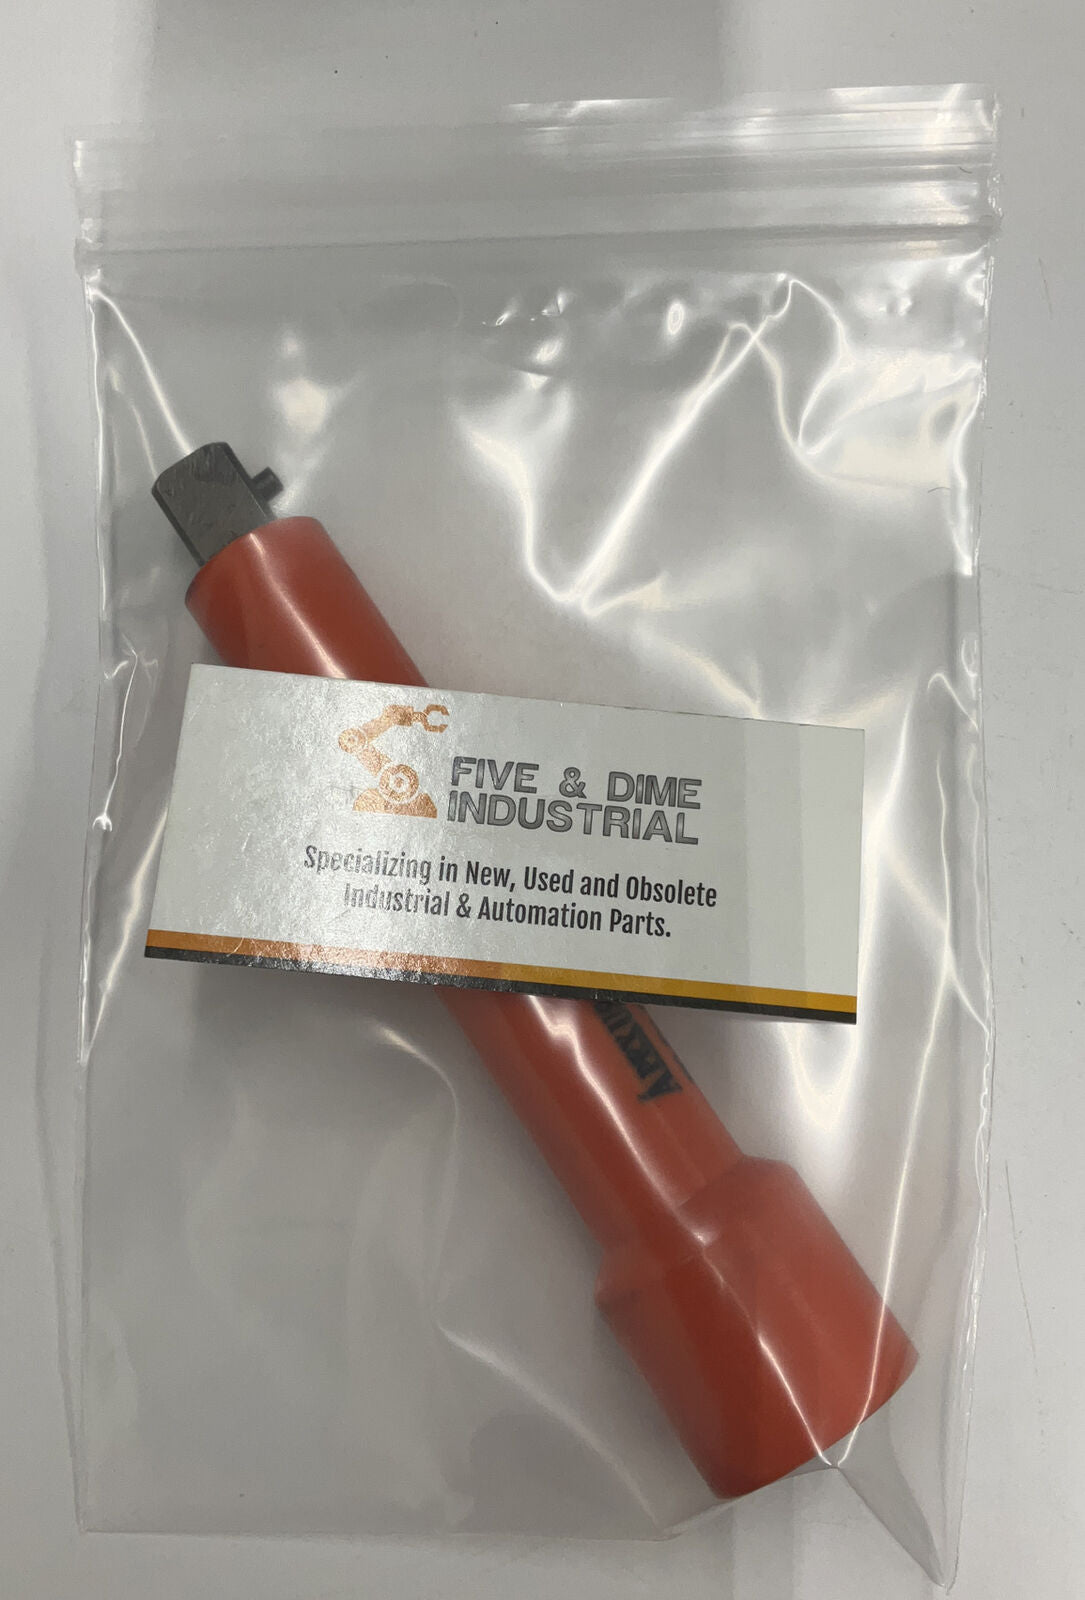 FIVE & DIME
INDUSTRIAL
Specializing in New, Used and Obsolete
Industrial & Automation Parts.